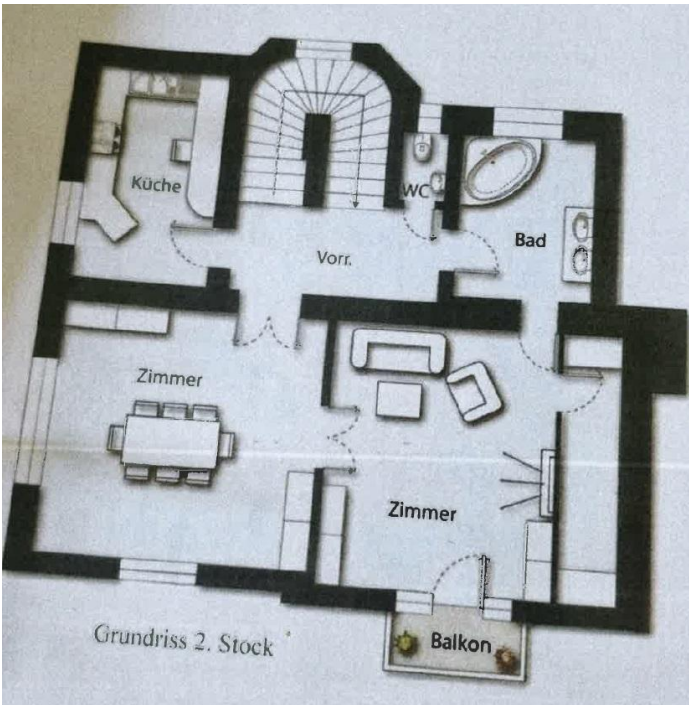 Küche
WC
Bad
Vorr.
Zimmer
Zimmer
Balkon
Grundriss 2. Stock